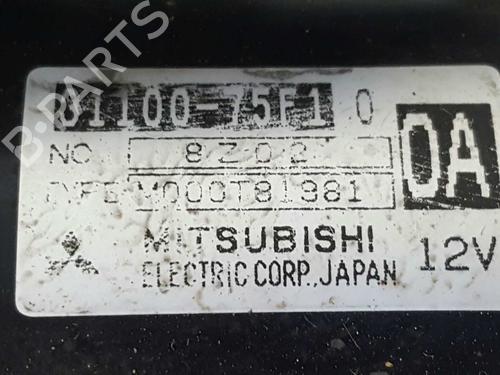 B-PARTS
31100-75F1 0
NO. 8Z02
TYPE M000T81981
0A
MITSUBISHI
ELECTRIC CORP., JAPAN
12V